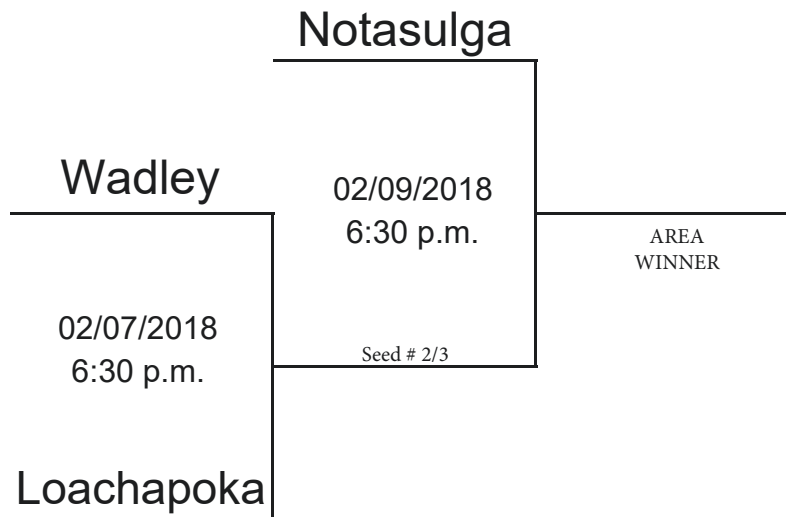 Notasulga
Wadley
02/09/2018
6:30 p.m.
AREA
WINNER
02/07/2018
6:30 p.m.
Seed # 2/3
Loachapoka